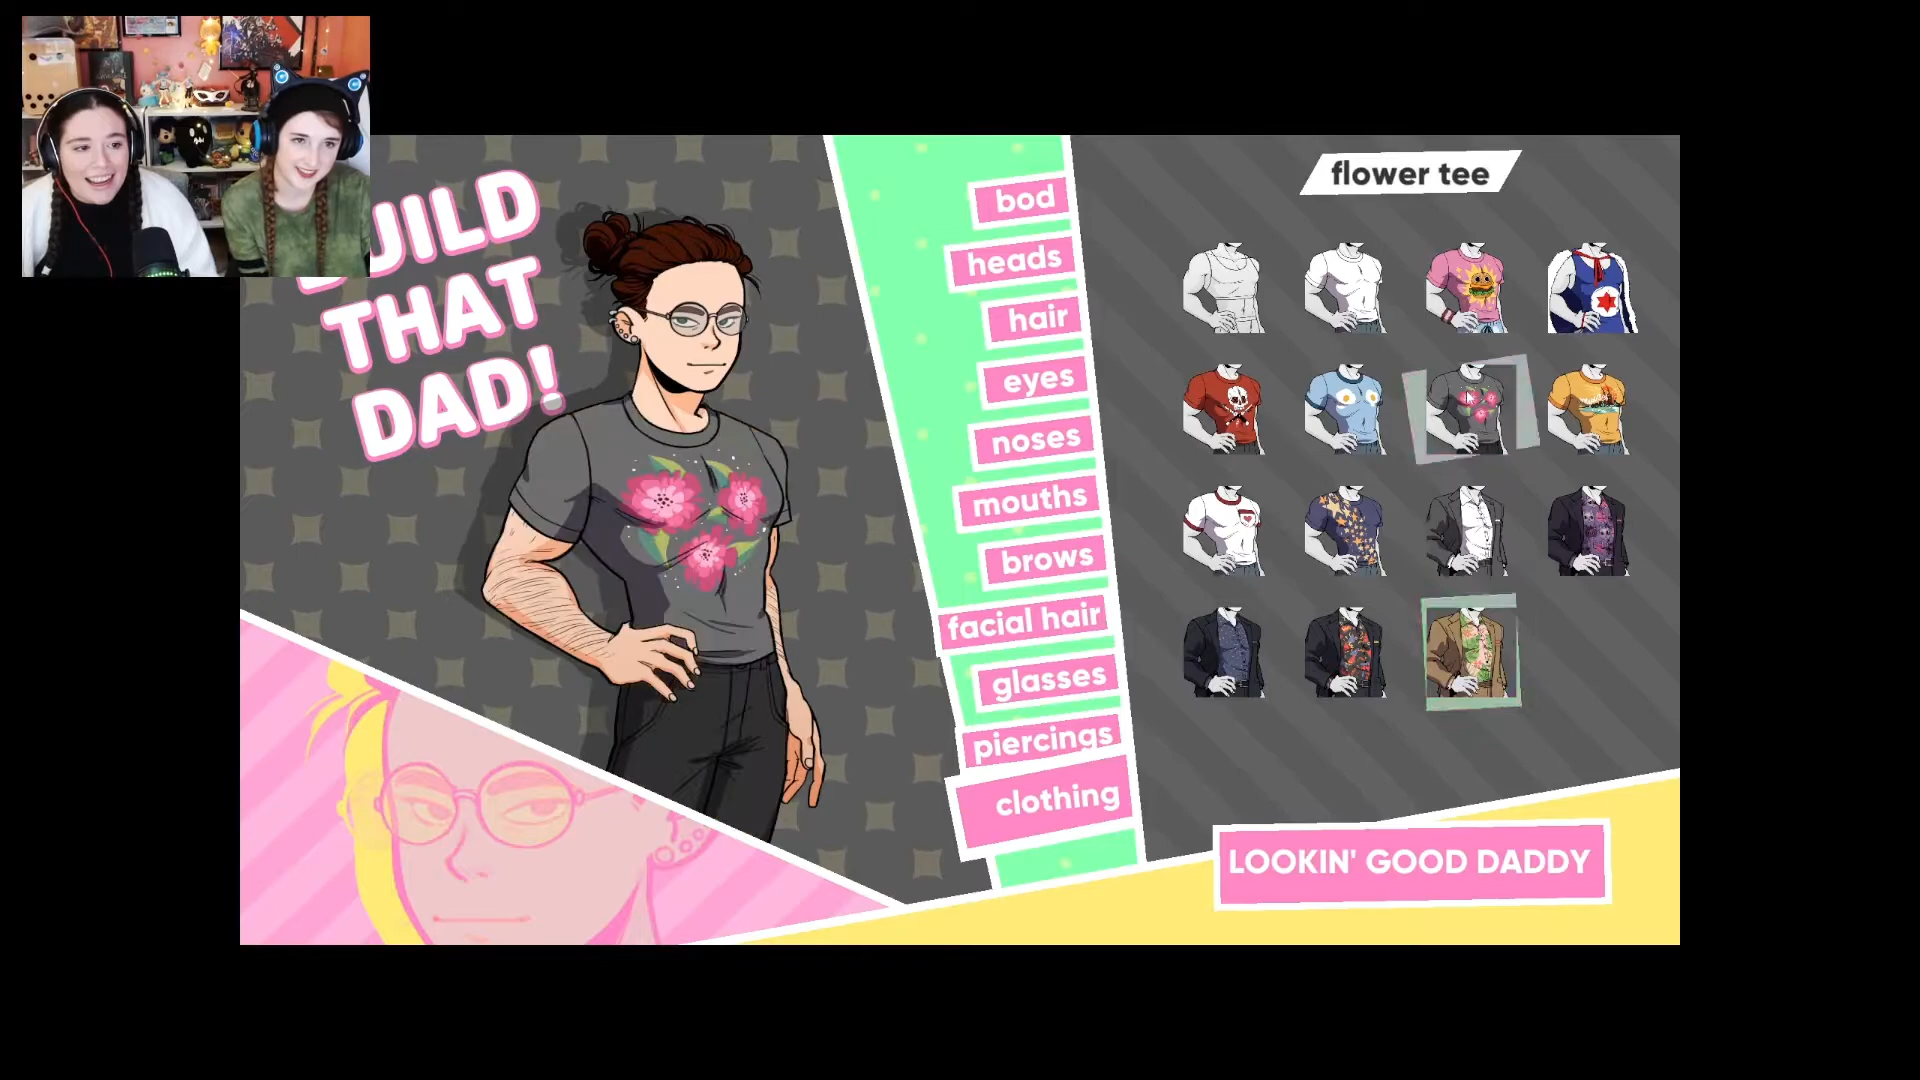 UILD
THAT
DAD!
bod
heads
hair
eyes
noses
mouths
brows
facial hair
glasses
piercings
clothing
flower tee
LOOKIN' GOOD DADDY